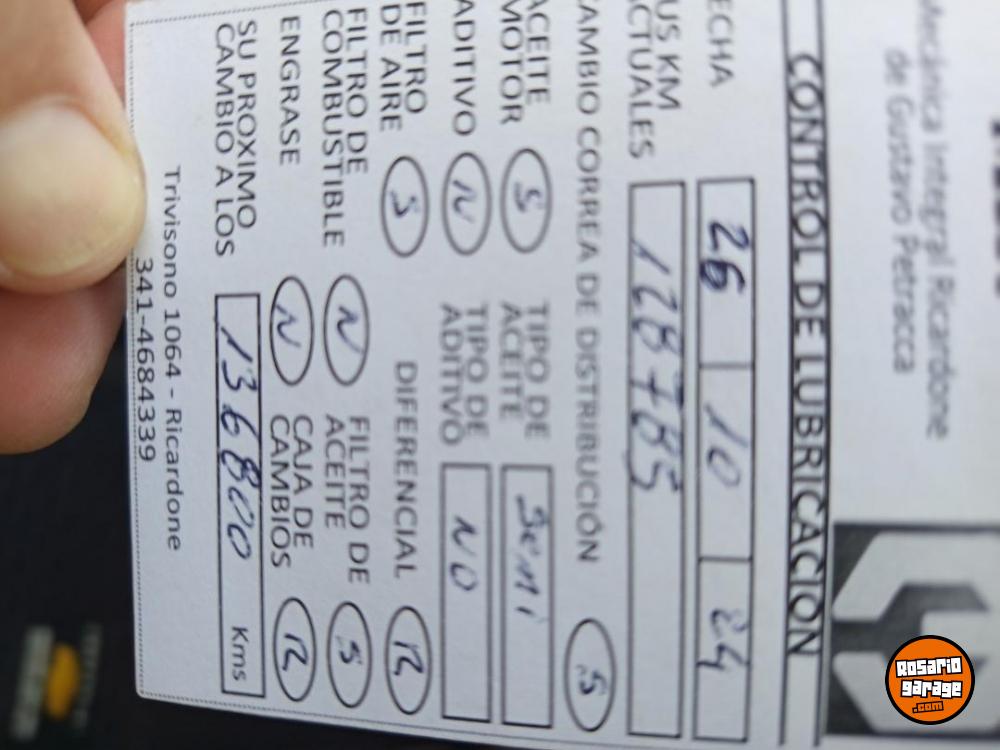 Mecánica Integral Ricardone
de Gustavo Petracca
CONTROL DE LUBRICACION
ECHA 26 10 24
US KM
ACTUALES 128785
CAMBIO CORREA DE DISTRIBUCIÓN S
ACEITE
MOTOR S TIPO DE
ACEITE Semi
ADITIVO N TIPO DE
ADITIVO NO
FILTRO
DE AIRE S DIFERENCIAL R
FILTRO DE
COMBUSTIBLE N FILTRO DE
ACEITE S
ENGRASE N CAJA DE
CAMBIOS R
SU PROXIMO
CAMBIO A LOS 136800 Kms
Trivisono 1064 - Ricardone
341-4684339
ROSARIO
garage
.com